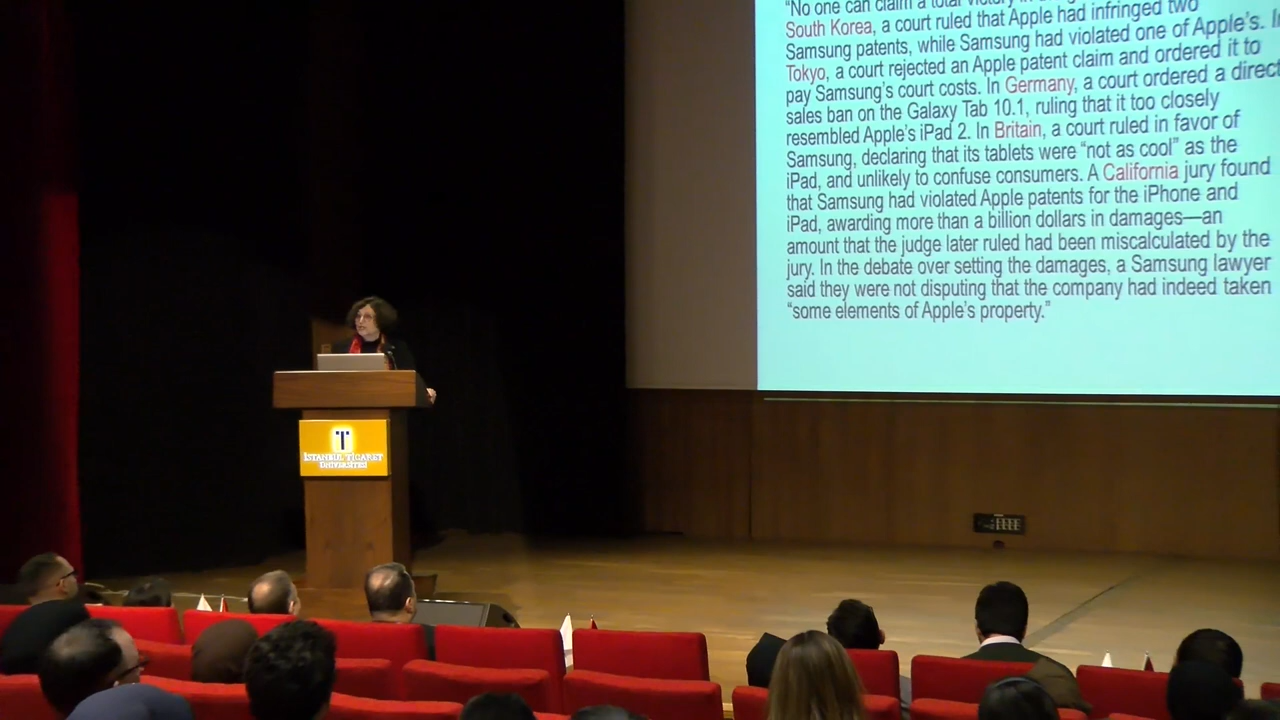 “No one can claim a total victory in
South Korea, a court ruled that Apple had infringed two
Samsung patents, while Samsung had violated one of Apple’s. In
Tokyo, a court rejected an Apple patent claim and ordered it to
pay Samsung’s court costs. In Germany, a court ordered a direct
sales ban on the Galaxy Tab 10.1, ruling that it too closely
resembled Apple’s iPad 2. In Britain, a court ruled in favor of
Samsung, declaring that its tablets were “not as cool” as the
iPad, and unlikely to confuse consumers. A California jury found
that Samsung had violated Apple patents for the iPhone and
iPad, awarding more than a billion dollars in damages—an
amount that the judge later ruled had been miscalculated by the
jury. In the debate over setting the damages, a Samsung lawyer
said they were not disputing that the company had indeed taken
“some elements of Apple’s property.”
T
İSTANBUL TİCARET
ÜNİVERSİTESİ